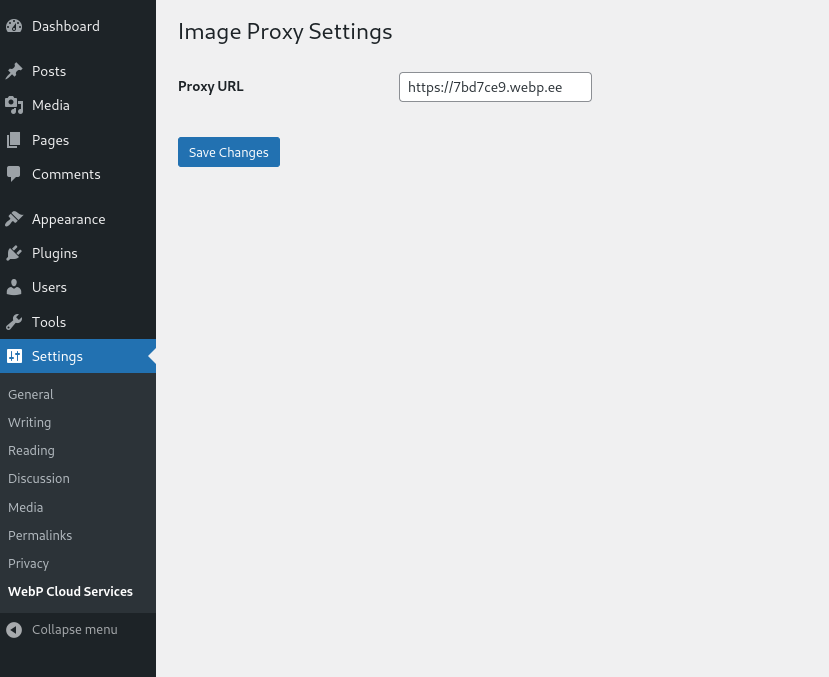 Dashboard
Posts
Media
Pages
Comments
Appearance
Plugins
Users
Tools
Settings
General
Writing
Reading
Discussion
Media
Permalinks
Privacy
WebP Cloud Services
Collapse menu
Image Proxy Settings
Proxy URL https://7bd7ce9.webp.ee
Save Changes